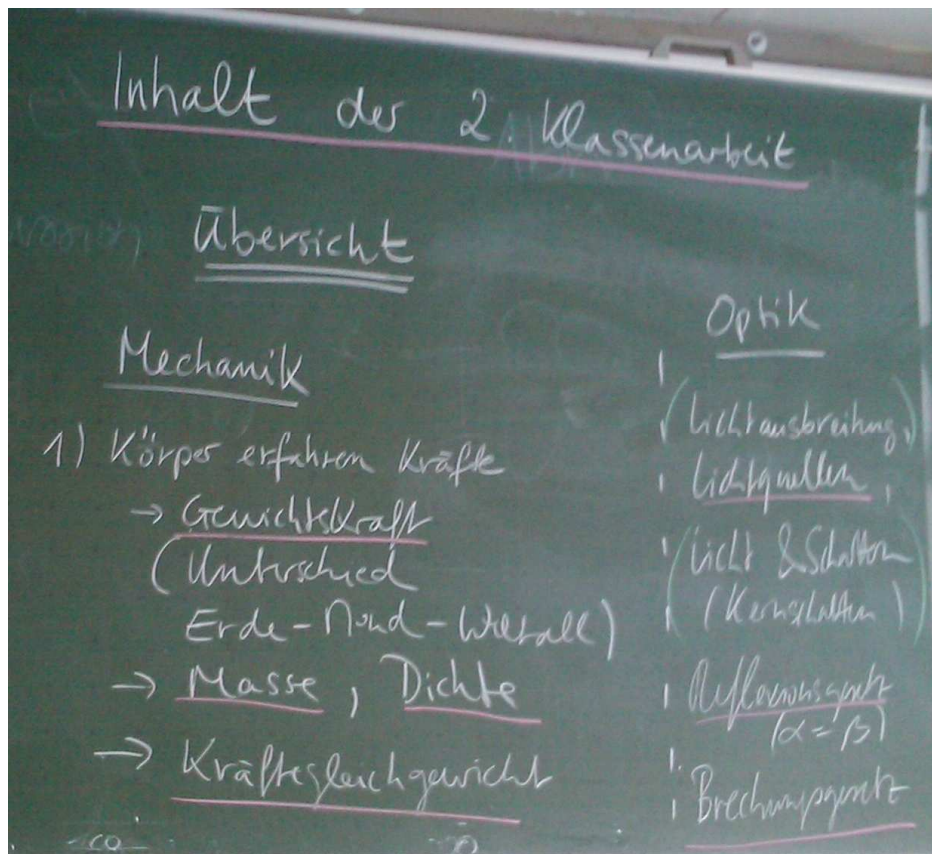 Inhalt der 2. Klassenarbeit
Übersicht
Mechanik
1) Körper erfahren Kräfte
→ Gewichtskraft
(Unterschied
Erde-Mond-Weltall)
→ Masse, Dichte
→ Kräftegleichgewicht
Optik
(Lichtausbreitung,)
Lichtquellen,
(Licht & Schatten
(Kernschatten))
Reflexionsgesetz
(α = β)
Brechungsgesetz